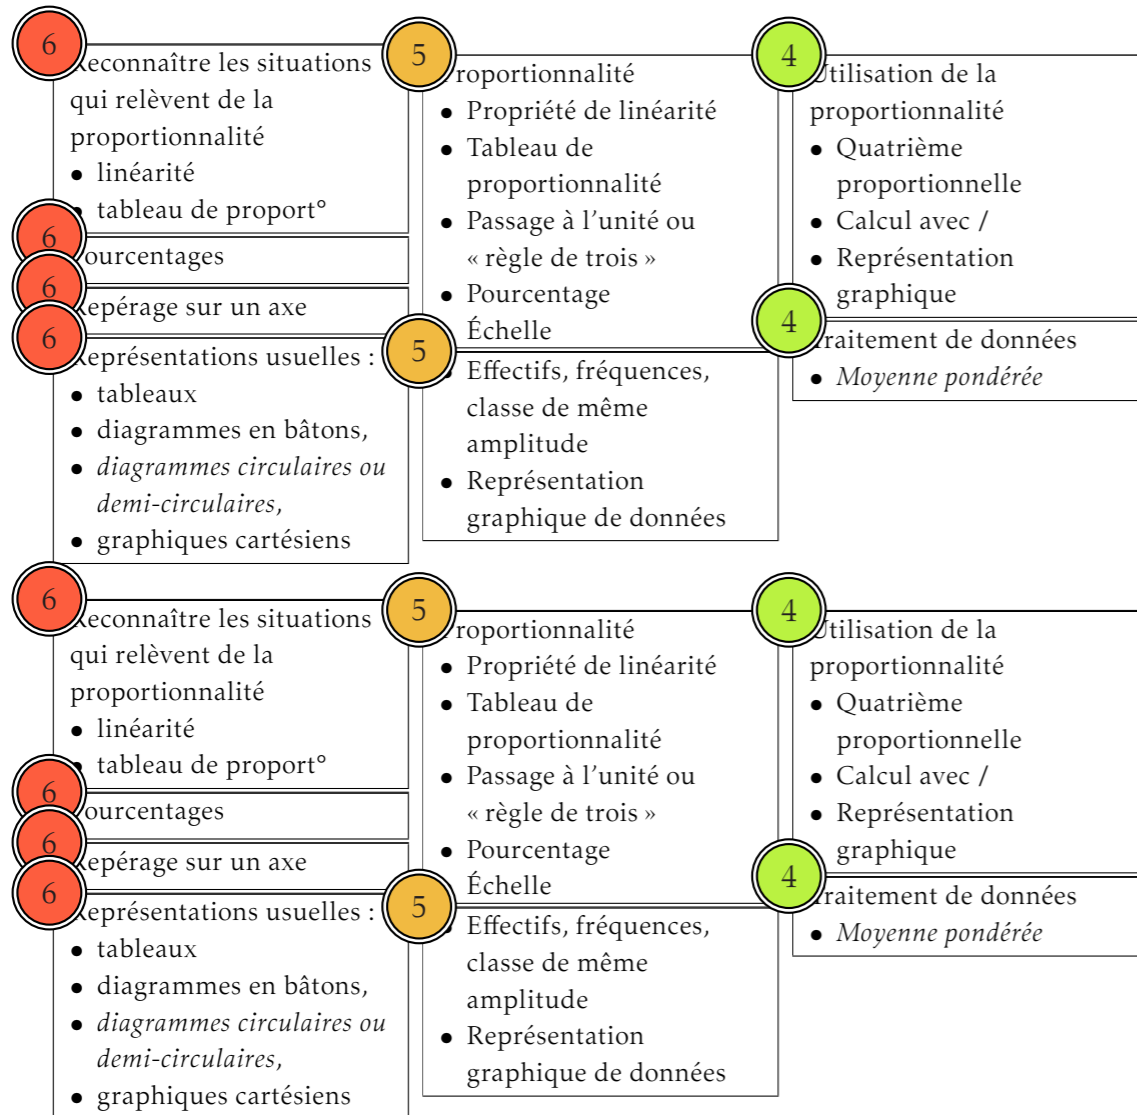 6
Reconnaître les situations
qui relèvent de la
proportionnalité
• linéarité
• tableau de proport°
6
Pourcentages
6
Repérage sur un axe
6
Représentations usuelles :
• tableaux
• diagrammes en bâtons,
• diagrammes circulaires ou
demi-circulaires,
• graphiques cartésiens
5
Proportionnalité
• Propriété de linéarité
• Tableau de
proportionnalité
• Passage à l'unité ou
« règle de trois »
• Pourcentage
Échelle
5
• Effectifs, fréquences,
classe de même
amplitude
• Représentation
graphique de données
4
Utilisation de la
proportionnalité
• Quatrième
proportionnelle
• Calcul avec /
• Représentation
graphique
4
Traitement de données
• Moyenne pondérée
6
Reconnaître les situations
qui relèvent de la
proportionnalité
• linéarité
• tableau de proport°
6
Pourcentages
6
Repérage sur un axe
6
Représentations usuelles :
• tableaux
• diagrammes en bâtons,
• diagrammes circulaires ou
demi-circulaires,
• graphiques cartésiens
5
Proportionnalité
• Propriété de linéarité
• Tableau de
proportionnalité
• Passage à l'unité ou
« règle de trois »
• Pourcentage
Échelle
5
• Effectifs, fréquences,
classe de même
amplitude
• Représentation
graphique de données
4
Utilisation de la
proportionnalité
• Quatrième
proportionnelle
• Calcul avec /
• Représentation
graphique
4
Traitement de données
• Moyenne pondérée